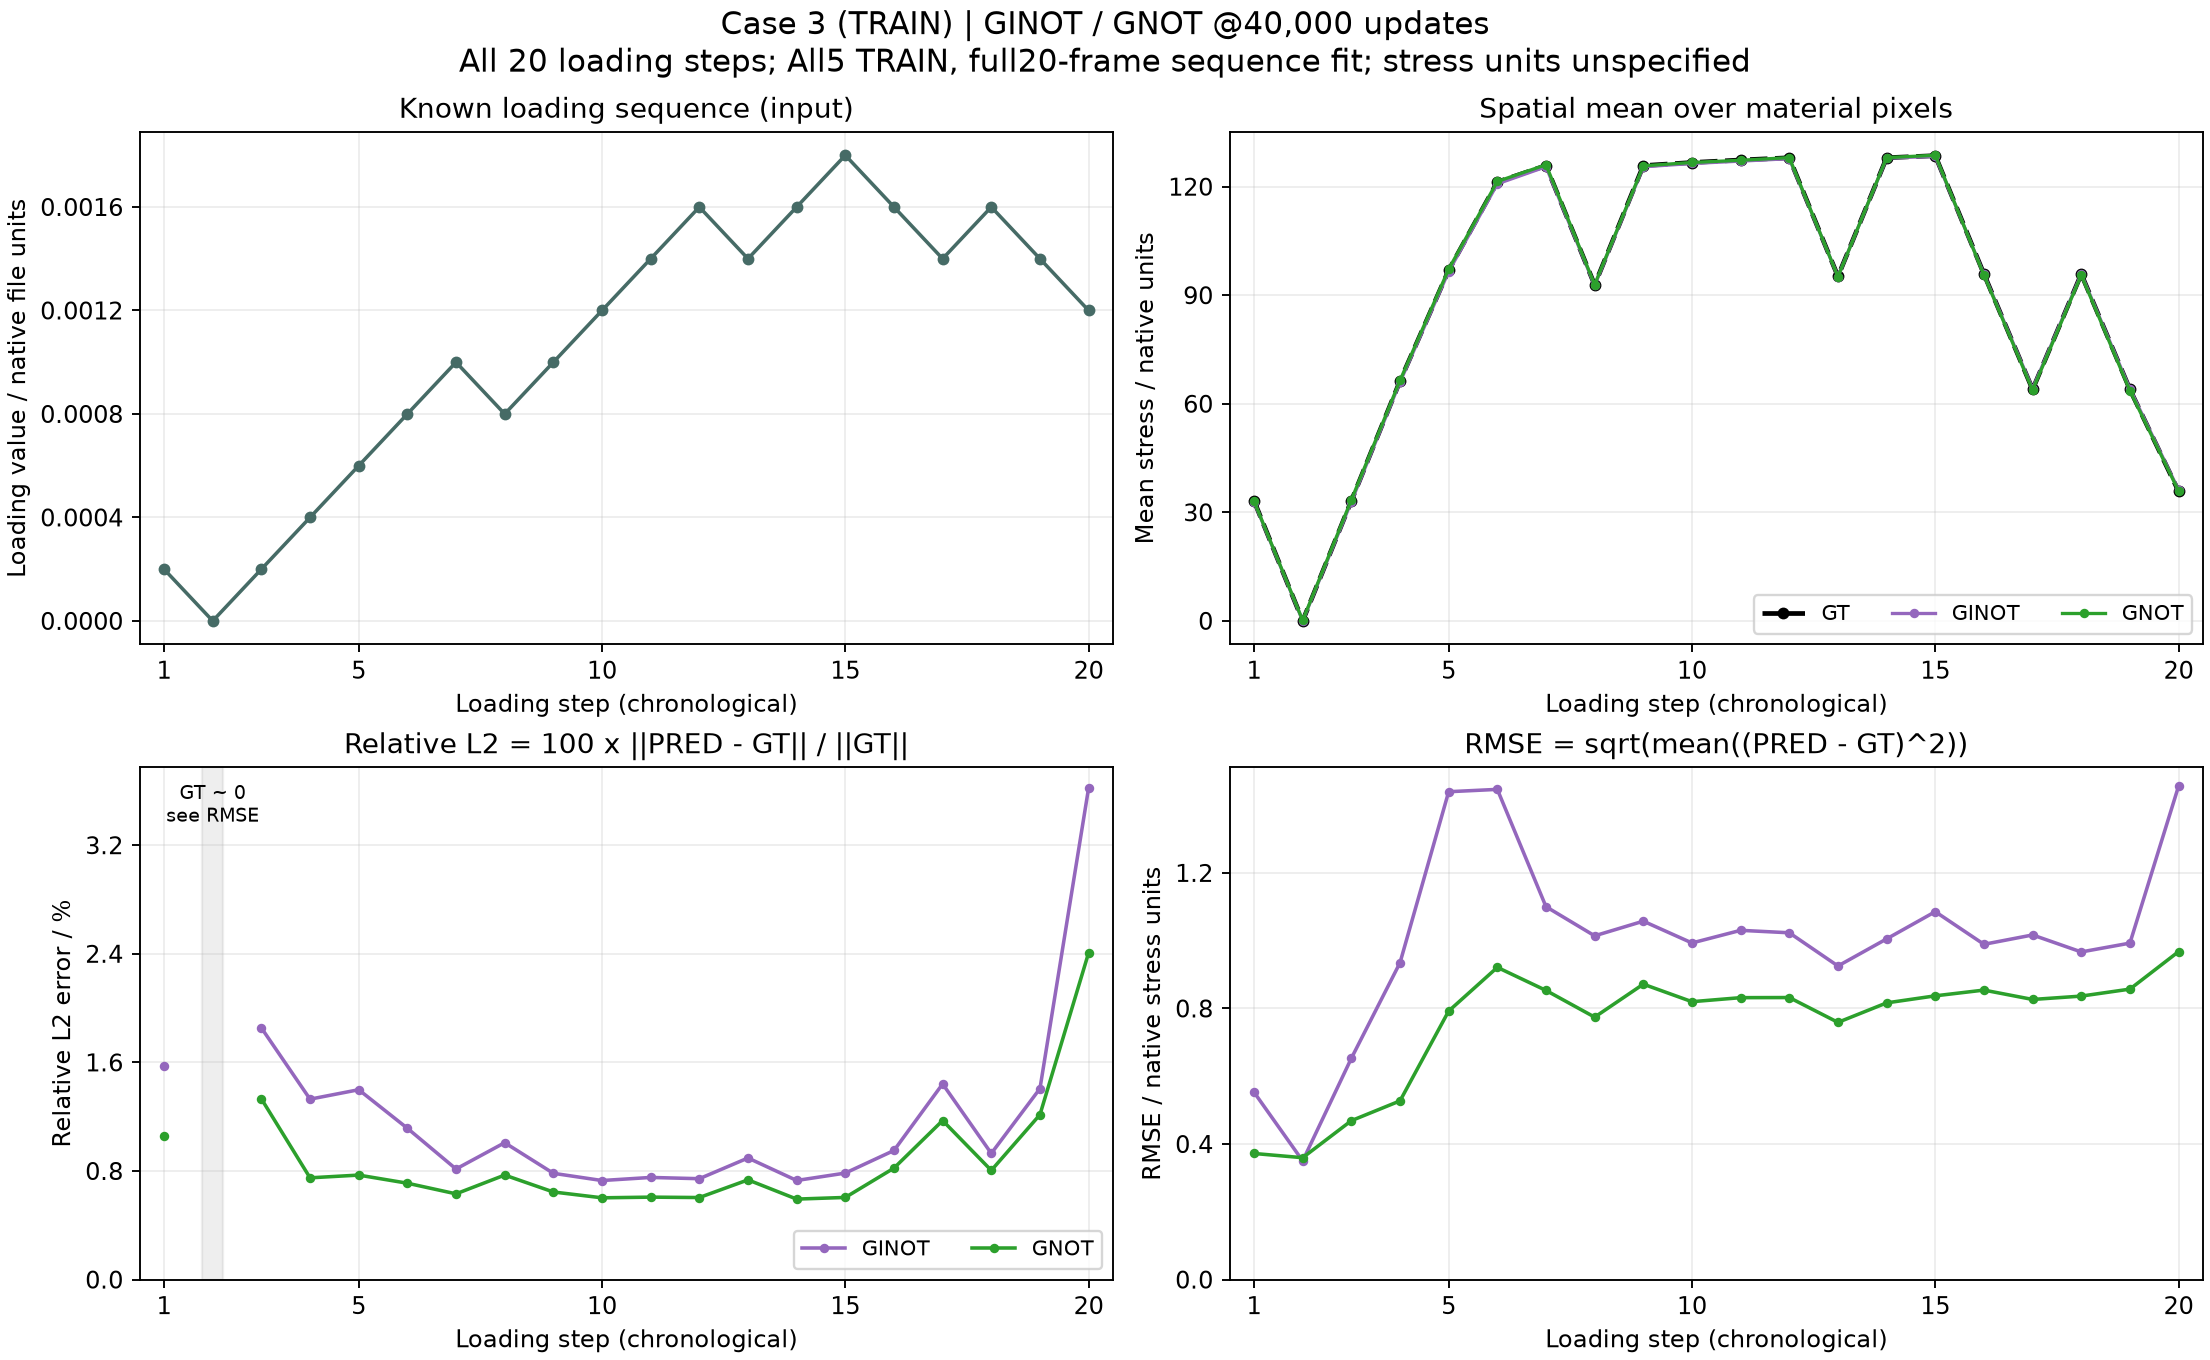 Case 3 (TRAIN) | GINOT / GNOT @40,000 updates
All 20 loading steps; All5 TRAIN, full20-frame sequence fit; stress units unspecified
Known loading sequence (input)
Loading value / native file units
0.0016
0.0012
0.0008
0.0004
0.0000
1 5 10 15 20
Loading step (chronological)
Spatial mean over material pixels
Mean stress / native units
120
90
60
30
0
GT GINOT GNOT
1 5 10 15 20
Loading step (chronological)
Relative L2 = 100 x ||PRED - GT|| / ||GT||
Relative L2 error / %
GT ~ 0
see RMSE
3.2
2.4
1.6
0.8
0.0
GINOT GNOT
1 5 10 15 20
Loading step (chronological)
RMSE = sqrt(mean((PRED - GT)^2))
RMSE / native stress units
1.2
0.8
0.4
0.0
1 5 10 15 20
Loading step (chronological)